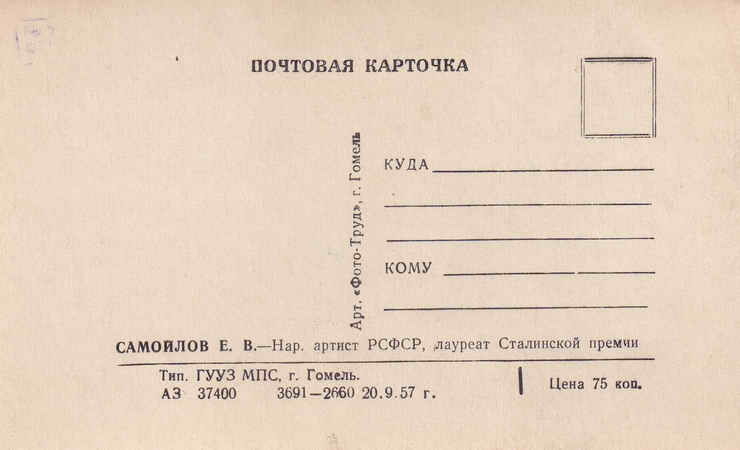 ПОЧТОВАЯ КАРТОЧКА
КУДА
КОМУ
Арт. «Фото-Труд», г. Гомель
САМОЙЛОВ Е. В.—Нар. артист РСФСР, лауреат Сталинской премии
Тип. ГУУЗ МПС, г. Гомель.
АЗ 37400 3691—2660 20.9.57 г.
Цена 75 коп.